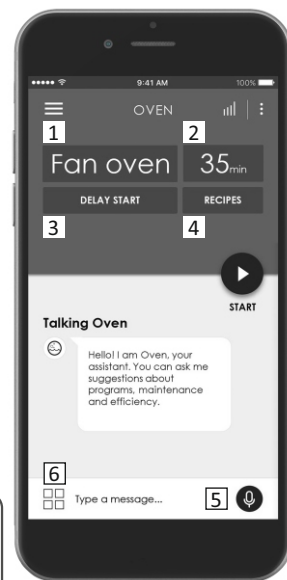 9:41 AM 100%
OVEN
1 2
Fan oven 35min
DELAY START RECIPES
3 4
START
Talking Oven
Hello! I am Oven, your
assistant. You can ask me
suggestions about
programs, maintenance
and efficiency.
6
Type a message... 5